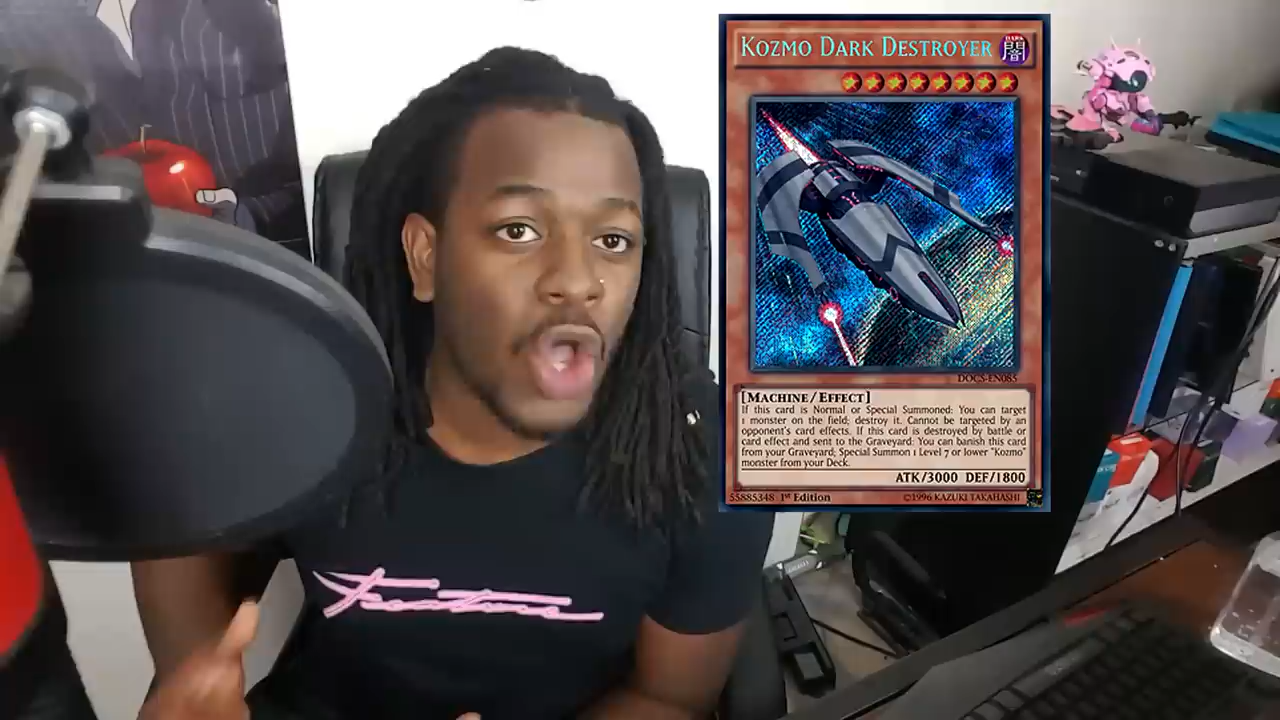 KOZMO DARK DESTROYER
DARK
闇
DOCS-EN085
[MACHINE/EFFECT]
If this card is Normal or Special Summoned: You can target
1 monster on the field; destroy it. Cannot be targeted by an
opponent's card effects. If this card is destroyed by battle or
card effect and sent to the Graveyard: You can banish this card
from your Graveyard; Special Summon 1 Level 7 or lower "Kozmo"
monster from your Deck.
ATK/3000 DEF/1800
55885348 1st Edition ©1996 KAZUKI TAKAHASHI